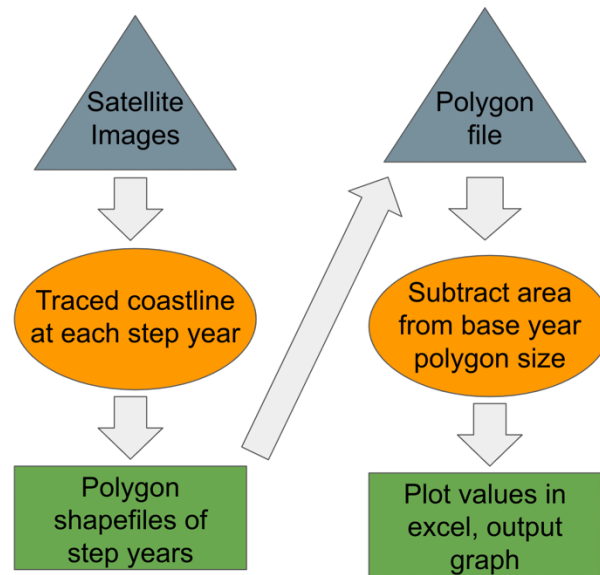 Satellite
Images
Traced coastline
at each step year
Polygon
shapefiles of
step years
Polygon
file
Subtract area
from base year
polygon size
Plot values in
excel, output
graph